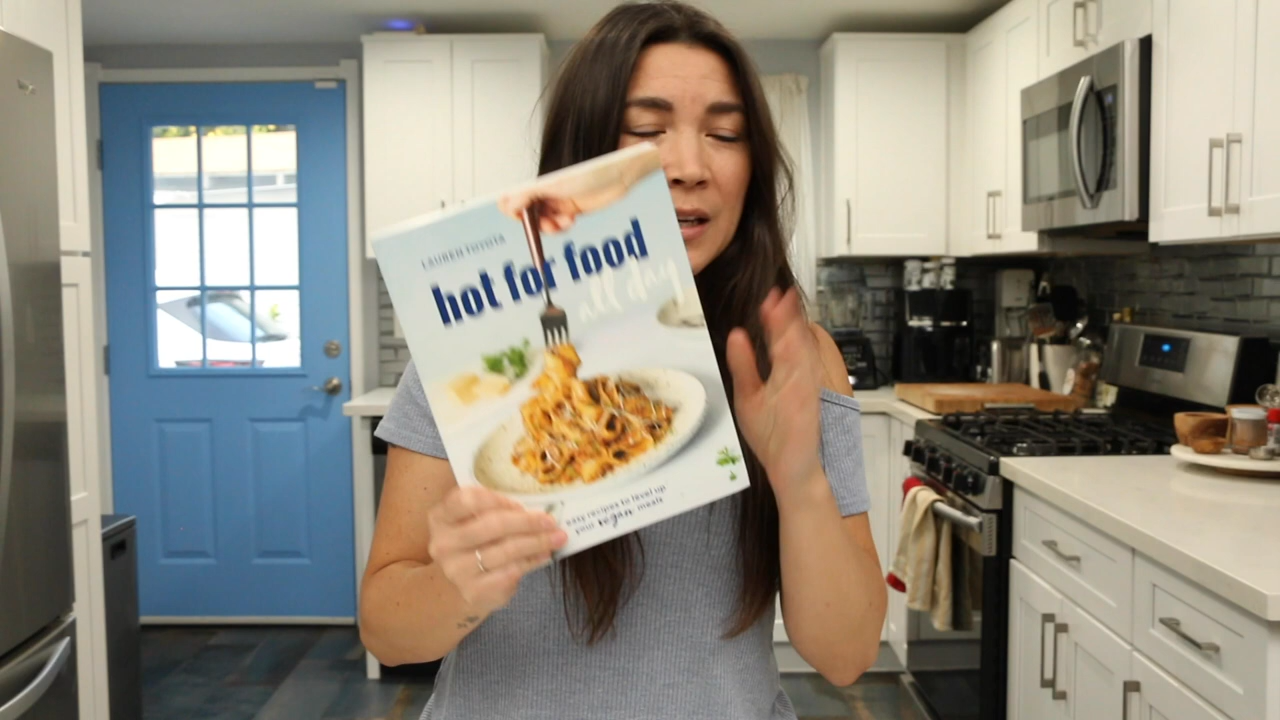 LAUREN TOYOTA
hot for food
all day
easy recipes to level up
your vegan meals